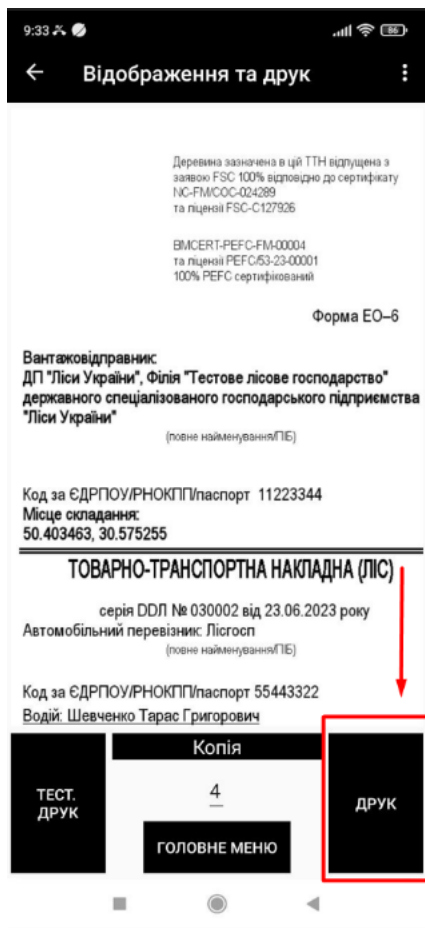 9:33
86
Відображення та друк
Деревина зазначена в цій ТТН відпущена з
заявою FSC 100% відповідно до сертифікату
NC-FM/COC-024289
та ліцензії FSC-C127926
BMCERT-PEFC-FM-00004
та ліцензії PEFC/53-23-00001
100% PEFC сертифікований
Форма ЕО–6
Вантажовідправник:
ДП "Ліси України", Філія "Тестове лісове господарство"
державного спеціалізованого господарського підприємства
"Ліси України"
(повне найменування/ПІБ)
Код за ЄДРПОУ/РНОКПП/паспорт 11223344
Місце складання:
50.403463, 30.575255
ТОВАРНО-ТРАНСПОРТНА НАКЛАДНА (ЛІС)
серія DDЛ № 030002 від 23.06.2023 року
Автомобільний перевізник: Лісгосп
(повне найменування/ПІБ)
Код за ЄДРПОУ/РНОКПП/паспорт 55443322
Водій: Шевченко Тарас Григорович
Копія
4
ТЕСТ.
ДРУК
ДРУК
ГОЛОВНЕ МЕНЮ